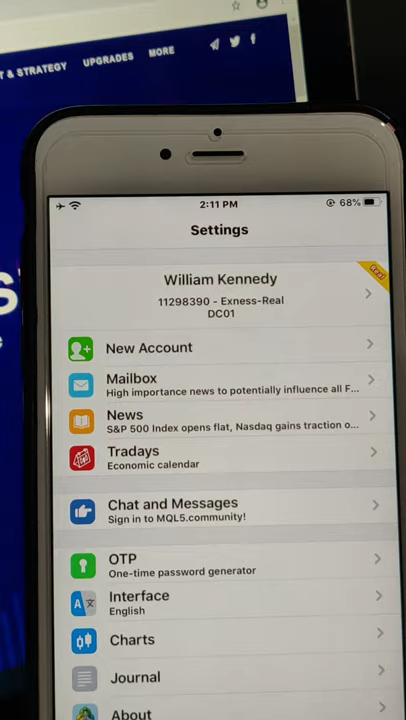 T & STRATEGY UPGRADES MORE
2:11 PM
68%
Settings
Real
William Kennedy
11298390 - Exness-Real
DC01
New Account
Mailbox
High importance news to potentially influence all F...
News
S&P 500 Index opens flat, Nasdaq gains traction o...
Tradays
Economic calendar
Chat and Messages
Sign in to MQL5.community!
OTP
One-time password generator
Interface
English
Charts
Journal
About